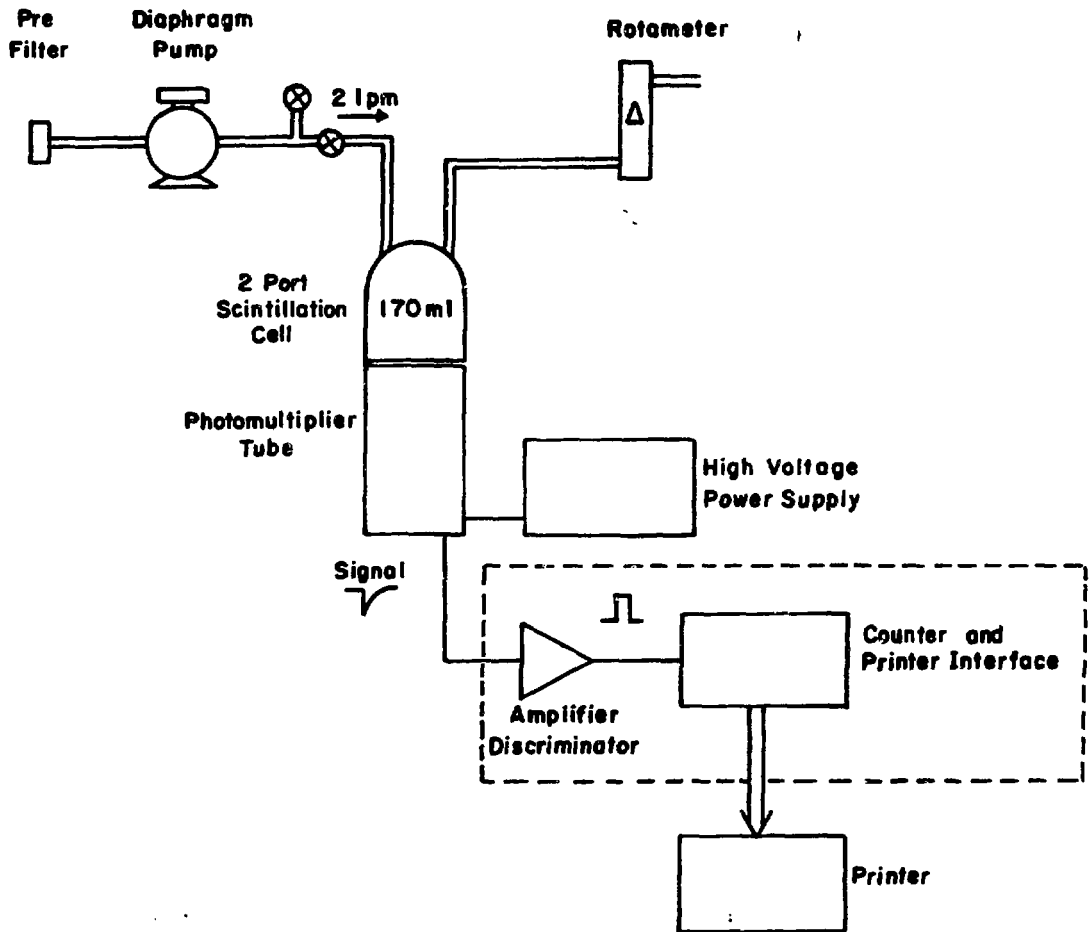 Pre
Filter
Diaphragm
Pump
Rotameter
2 lpm
Δ
2 Port
Scintillation
Cell
170 ml
Photomultiplier
Tube
High Voltage
Power Supply
Signal
Counter and
Printer Interface
Amplifier
Discriminator
Printer